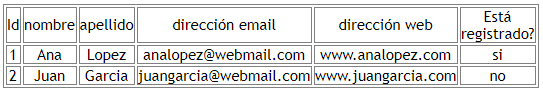 Id nombre apellido dirección email dirección web Está registrado?
1 Ana Lopez analopez@webmail.com www.analopez.com si
2 Juan Garcia juangarcia@webmail.com www.juangarcia.com no